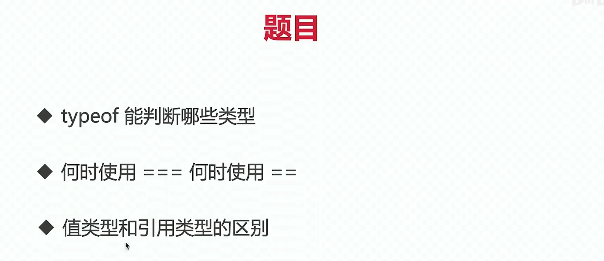 题目
typeof 能判断哪些类型
何时使用 === 何时使用 ==
值类型和引用类型的区别